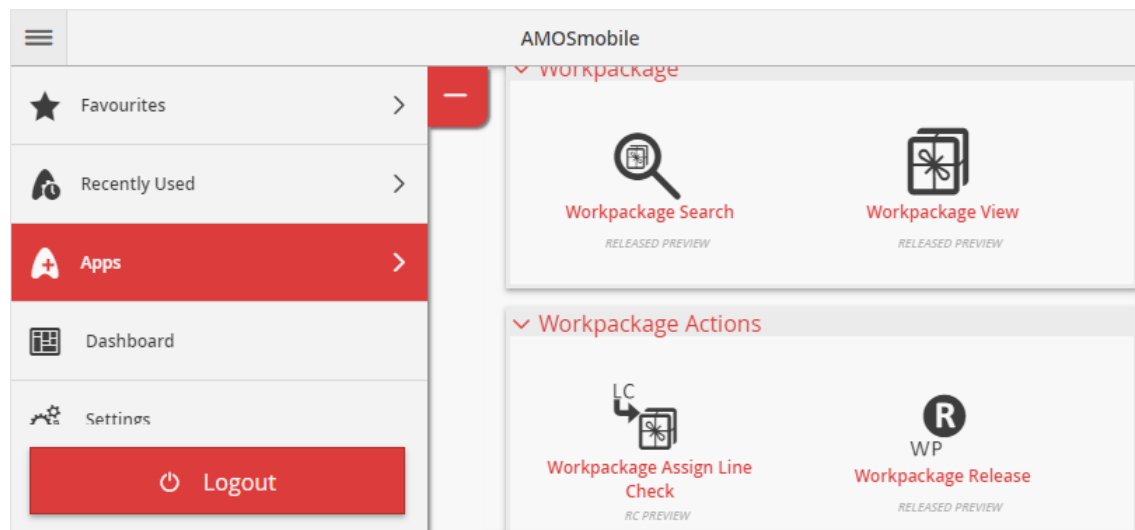 AMOSmobile
Favourites
Recently Used
Apps
Dashboard
Settings
Logout
Workpackage
Workpackage Search
RELEASED PREVIEW
Workpackage View
RELEASED PREVIEW
Workpackage Actions
LC
Workpackage Assign Line
Check
RC PREVIEW
R
WP
Workpackage Release
RELEASED PREVIEW